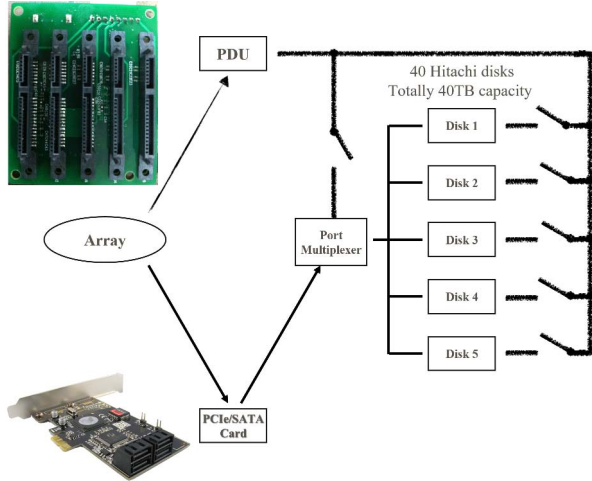 PDU
40 Hitachi disks
Totally 40TB capacity
Disk 1
Disk 2
Array
Port
Multiplexer
Disk 3
Disk 4
Disk 5
PCIe/SATA
Card